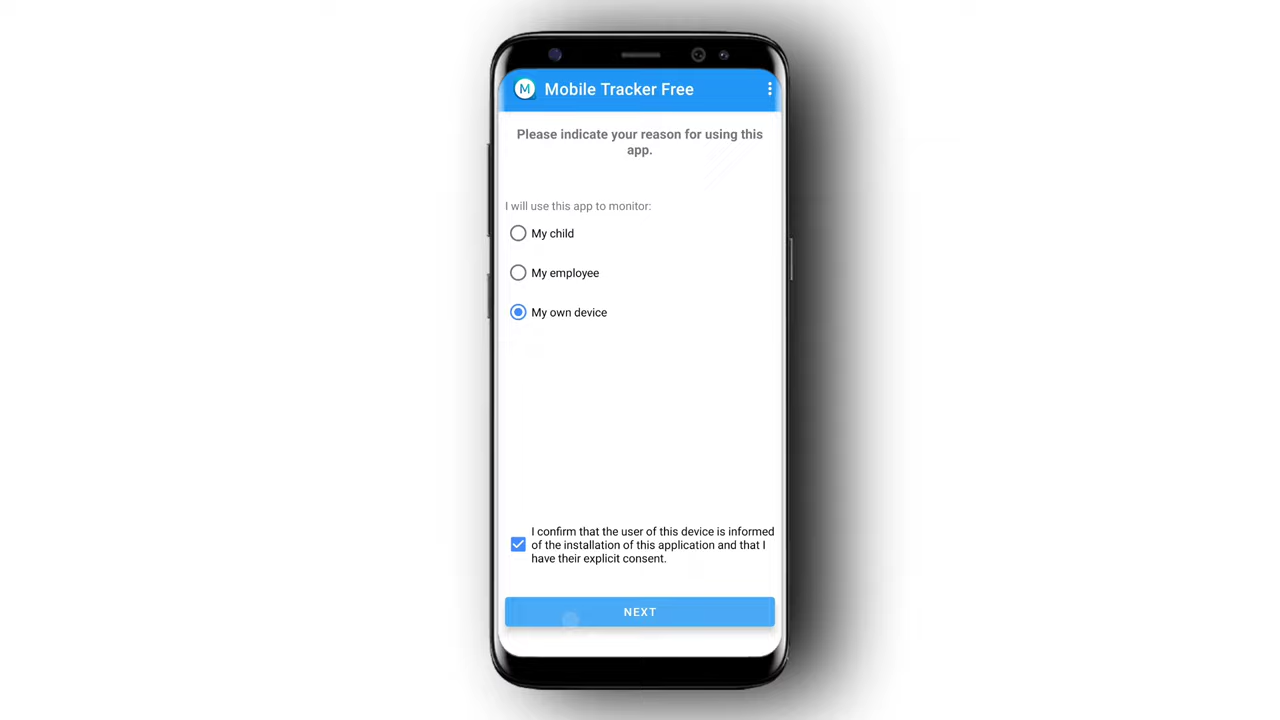 M
Mobile Tracker Free
Please indicate your reason for using this
app.
I will use this app to monitor:
My child
My employee
My own device
I confirm that the user of this device is informed
of the installation of this application and that I
have their explicit consent.
NEXT